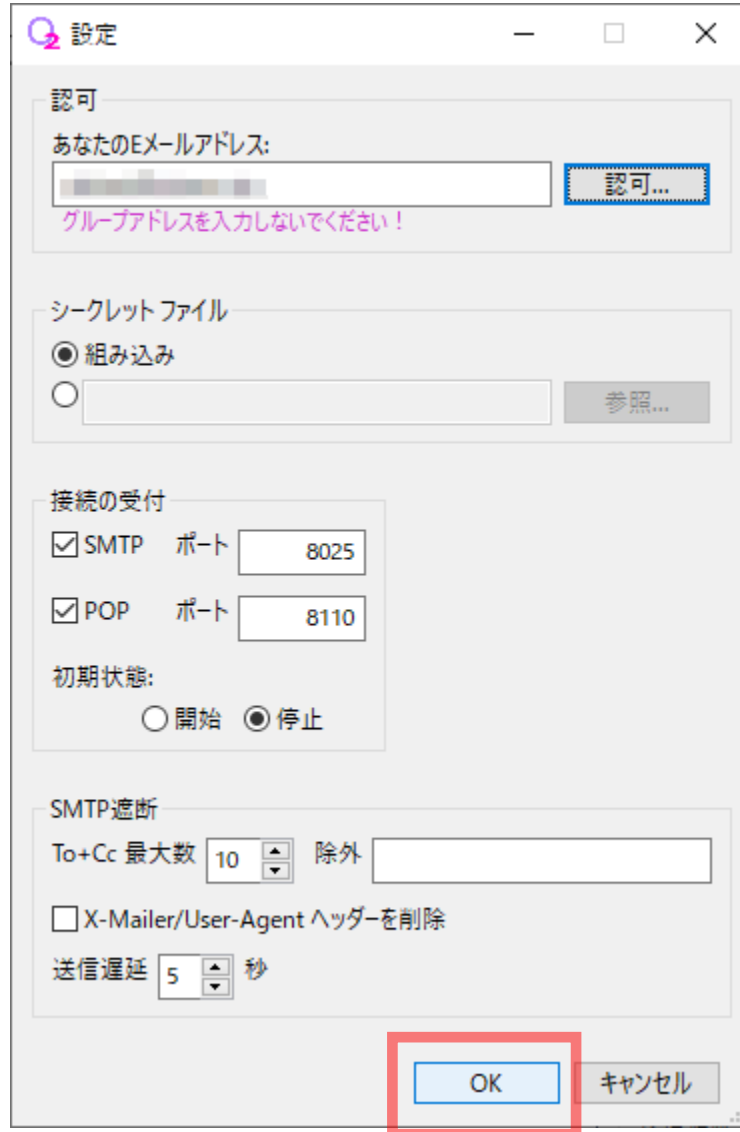 設定
認可
あなたのEメールアドレス:
認可...
グループアドレスを入力しないでください！
シークレット ファイル
組み込み
参照...
接続の受付
SMTP ポート 8025
POP ポート 8110
初期状態:
開始 停止
SMTP遮断
To+Cc 最大数 10 除外
X-Mailer/User-Agent ヘッダーを削除
送信遅延 5 秒
OK キャンセル